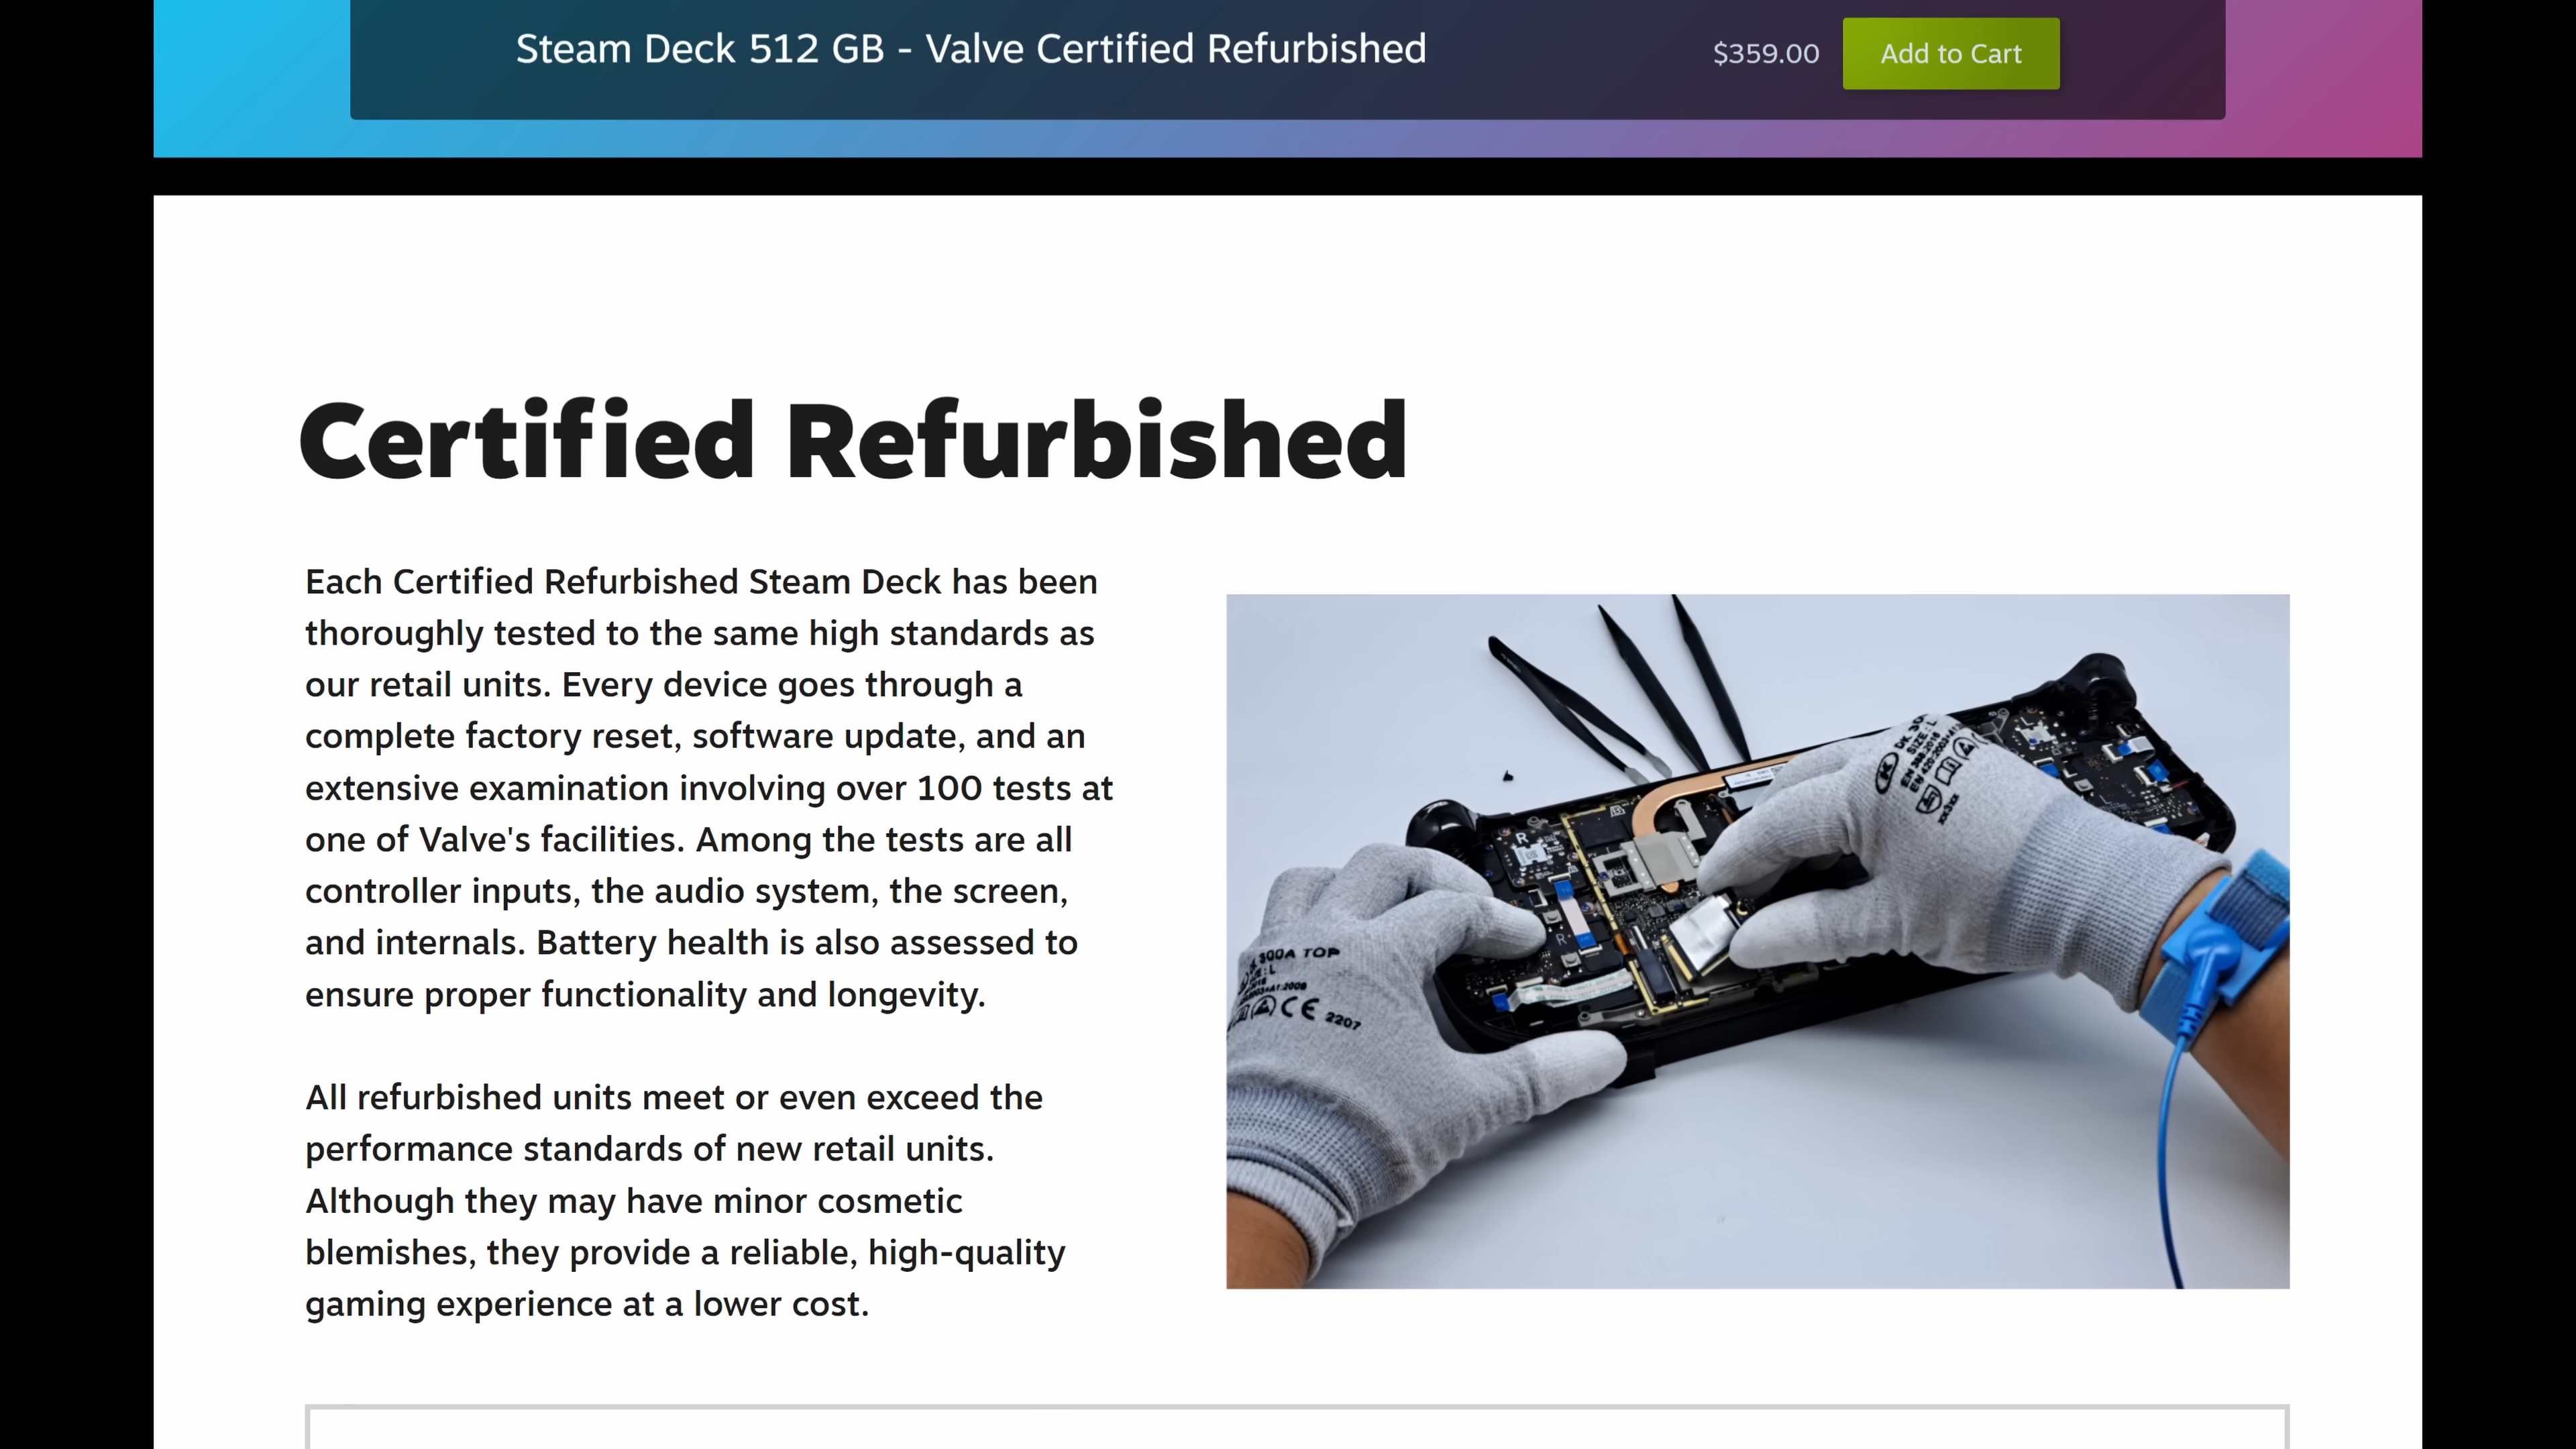 Steam Deck 512 GB - Valve Certified Refurbished
$359.00
Add to Cart
Certified Refurbished
Each Certified Refurbished Steam Deck has been
thoroughly tested to the same high standards as
our retail units. Every device goes through a
complete factory reset, software update, and an
extensive examination involving over 100 tests at
one of Valve's facilities. Among the tests are all
controller inputs, the audio system, the screen,
and internals. Battery health is also assessed to
ensure proper functionality and longevity.
All refurbished units meet or even exceed the
performance standards of new retail units.
Although they may have minor cosmetic
blemishes, they provide a reliable, high-quality
gaming experience at a lower cost.
SIZE: L
R
R
300A TOP
CE 2207